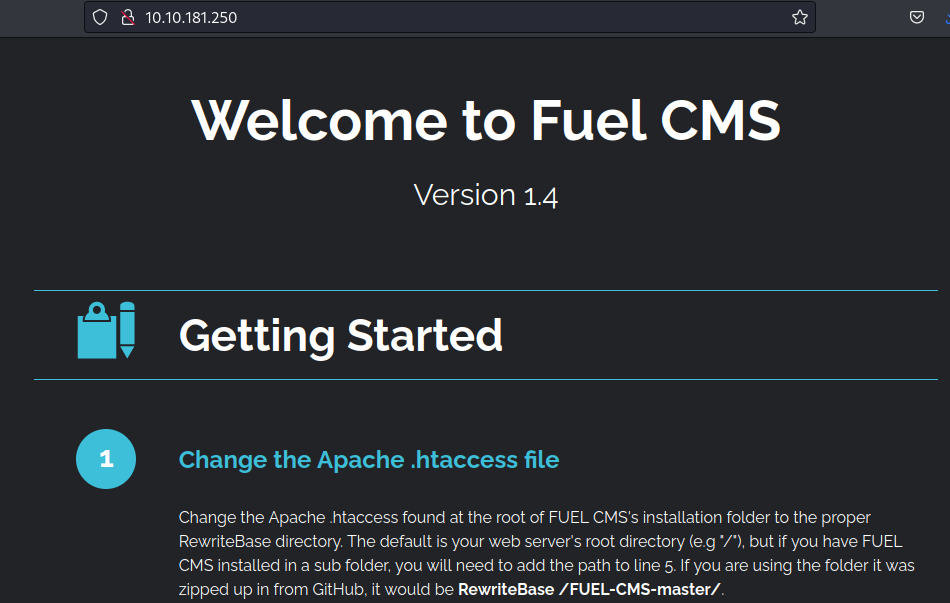 10.10.181.250
Welcome to Fuel CMS
Version 1.4
Getting Started
1
Change the Apache .htaccess file
Change the Apache .htaccess found at the root of FUEL CMS's installation folder to the proper
RewriteBase directory. The default is your web server's root directory (e.g "/"), but if you have FUEL
CMS installed in a sub folder, you will need to add the path to line 5. If you are using the folder it was
zipped up in from GitHub, it would be RewriteBase /FUEL-CMS-master/.